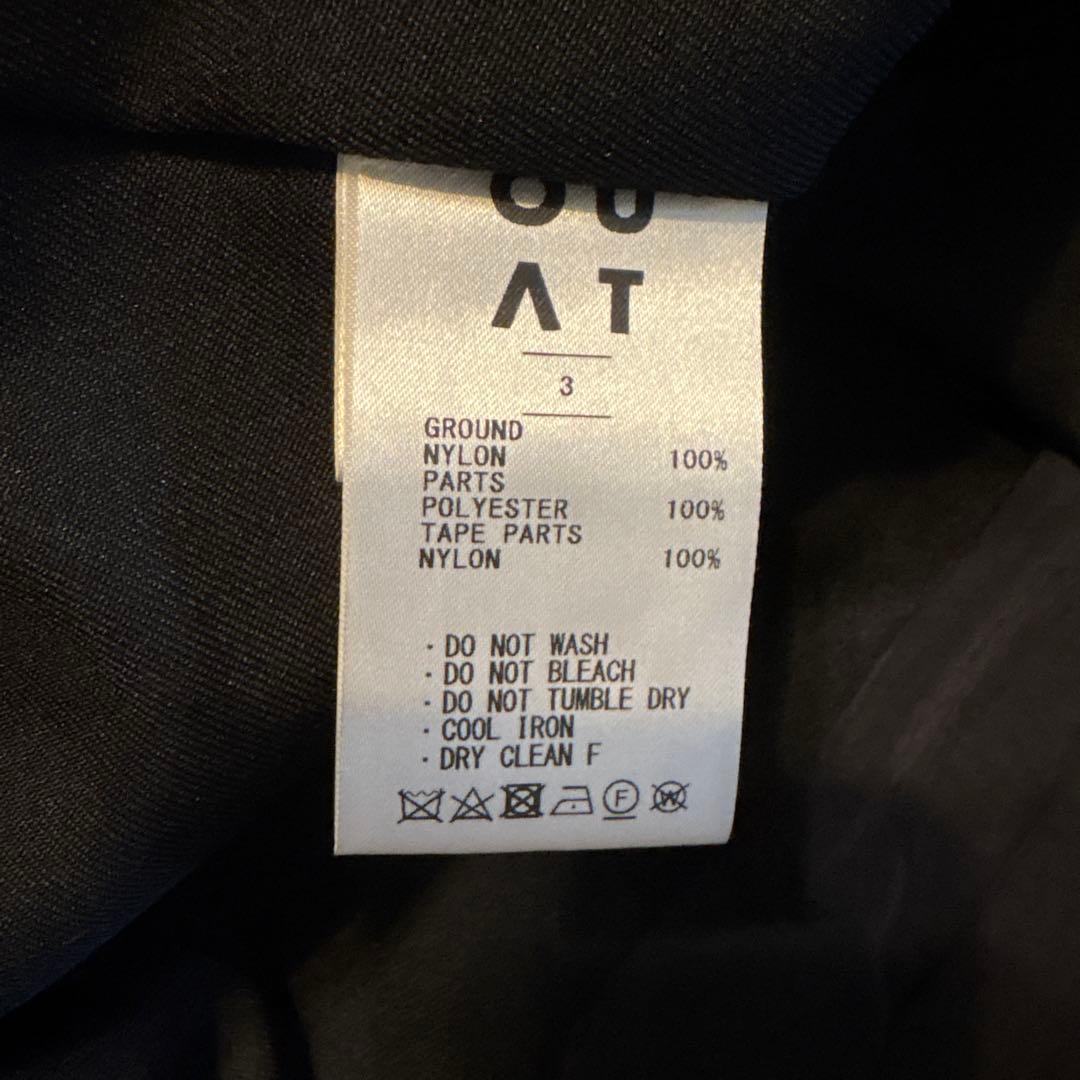 OU
ΛT
3
GROUND
NYLON 100%
PARTS
POLYESTER 100%
TAPE PARTS
NYLON 100%
· DO NOT WASH
· DO NOT BLEACH
· DO NOT TUMBLE DRY
· COOL IRON
· DRY CLEAN F
F W